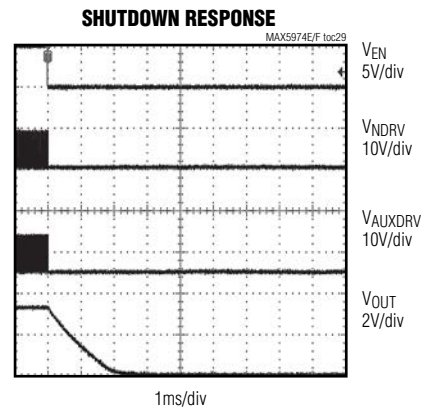 SHUTDOWN RESPONSE
MAX5974E/F toc29
VEN
5V/div
VNDRV
10V/div
VAUXDRV
10V/div
VOUT
2V/div
1ms/div